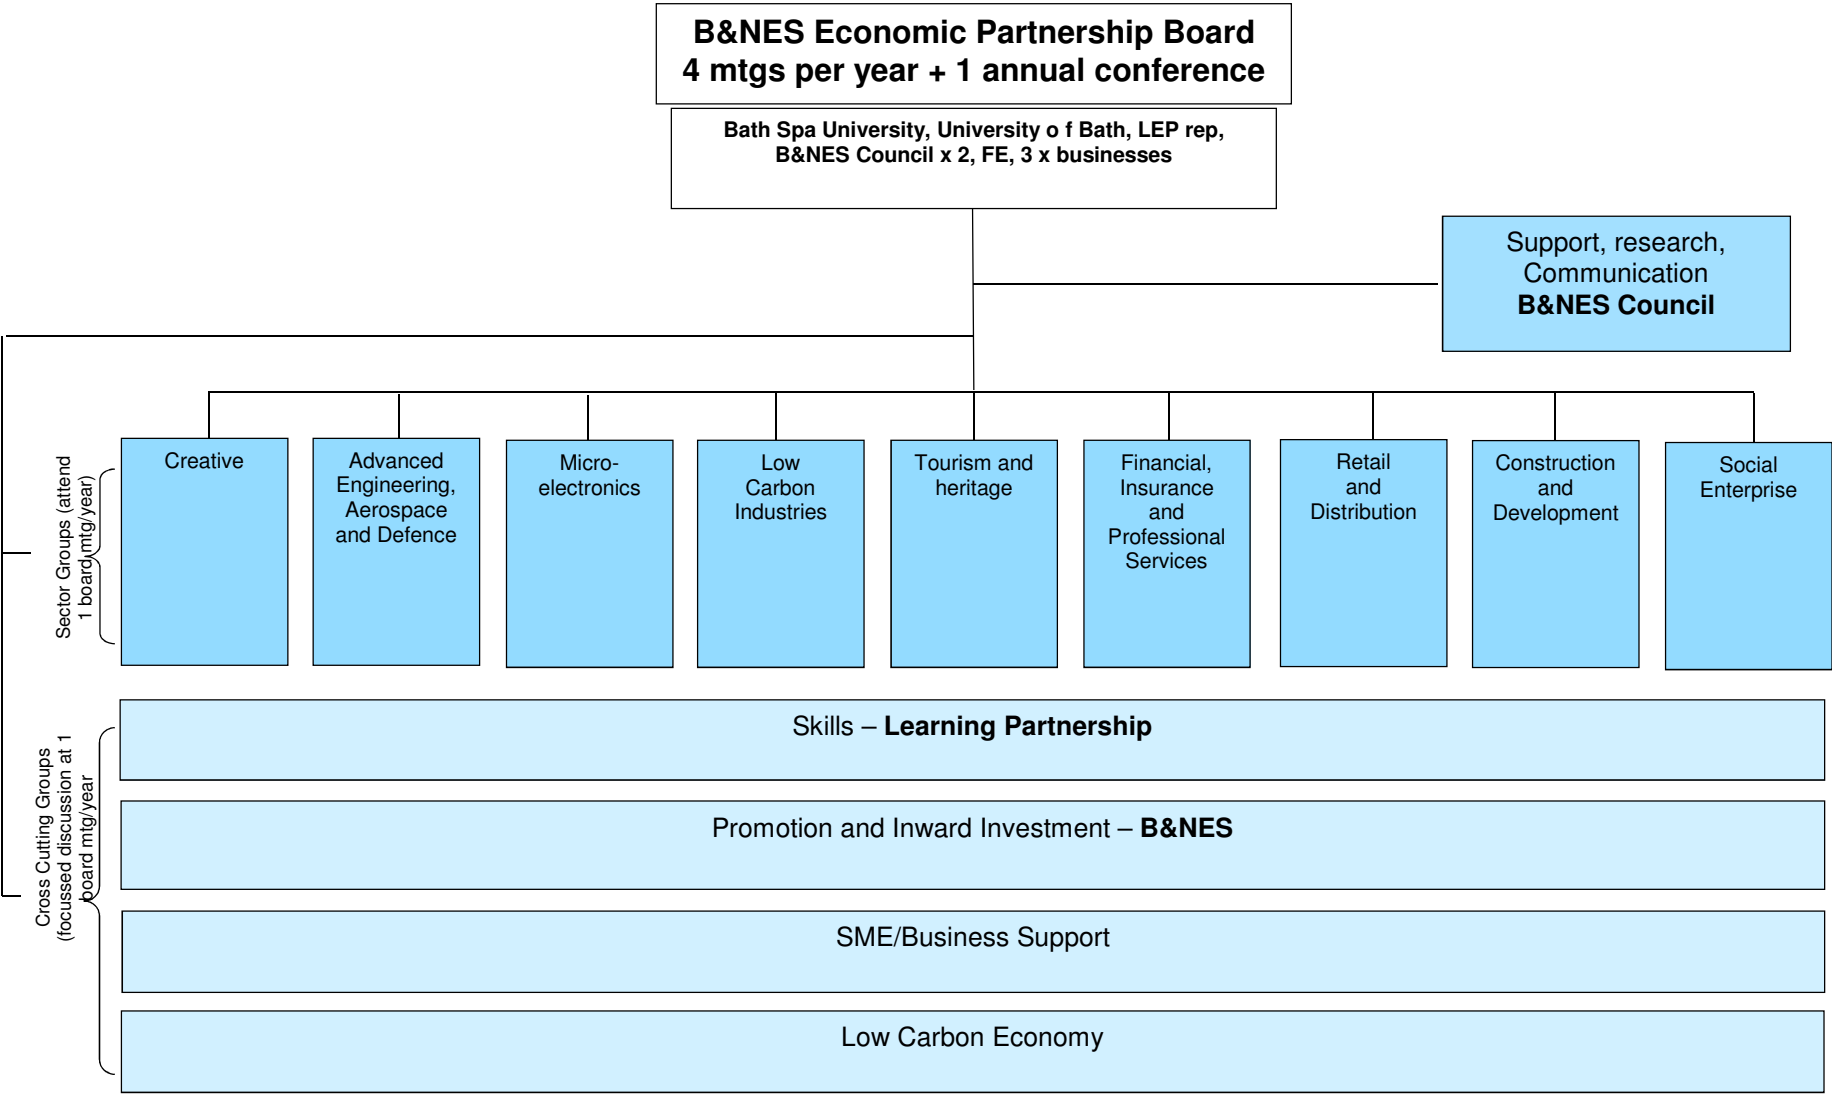 B&NES Economic Partnership Board
4 mtgs per year + 1 annual conference
Bath Spa University, University o f Bath, LEP rep,
B&NES Council x 2, FE, 3 x businesses
Support, research,
Communication
B&NES Council
Sector Groups (attend
1 board mtg/year)
Creative
Advanced
Engineering,
Aerospace
and Defence
Micro-
electronics
Low
Carbon
Industries
Tourism and
heritage
Financial,
Insurance
and
Professional
Services
Retail
and
Distribution
Construction
and
Development
Social
Enterprise
Cross Cutting Groups
(focussed discussion at 1
board mtg/year
Skills – Learning Partnership
Promotion and Inward Investment – B&NES
SME/Business Support
Low Carbon Economy